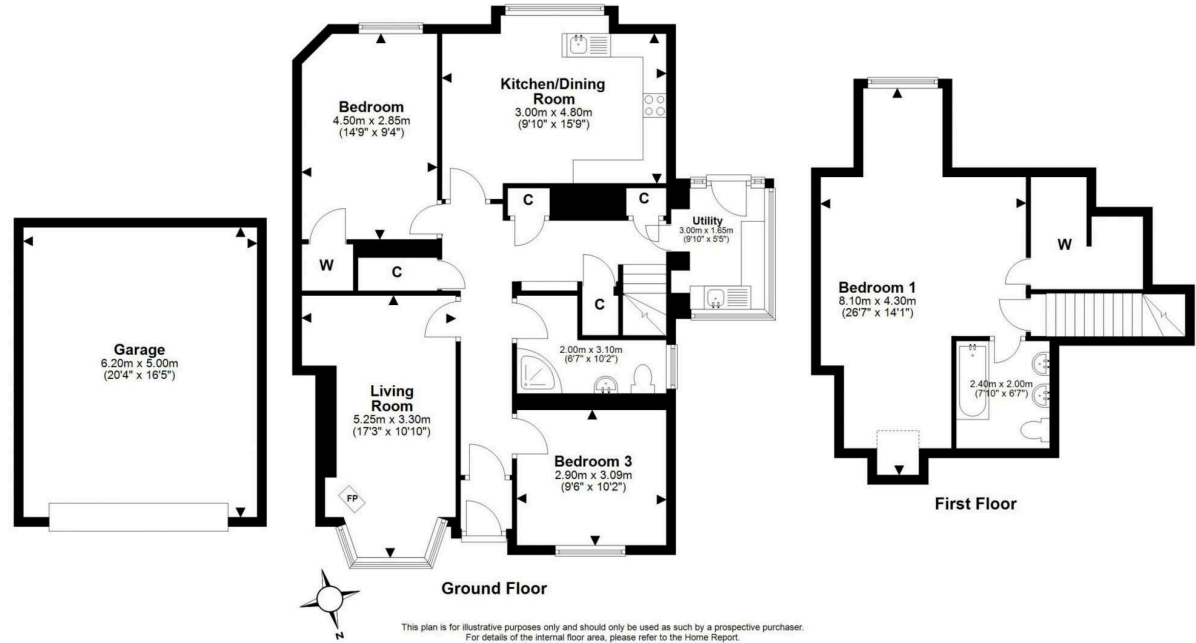 Bedroom
4.50m x 2.85m
(14'9" x 9'4")
Kitchen/Dining
Room
3.00m x 4.80m
(9'10" x 15'9")
C
C
Utility
3.00m x 1.65m
(9'10" x 5'5")
W
C
C
Garage
6.20m x 5.00m
(20'4" x 16'5")
Living
Room
5.25m x 3.30m
(17'3" x 10'10")
FP
2.00m x 3.10m
(6'7" x 10'2")
Bedroom 3
2.90m x 3.09m
(9'6" x 10'2")
Ground Floor
W
Bedroom 1
8.10m x 4.30m
(26'7" x 14'1")
2.40m x 2.00m
(7'10" x 6'7")
First Floor
N
This plan is for illustrative purposes only and should only be used as such by a prospective purchaser.
For details of the internal floor area, please refer to the Home Report.